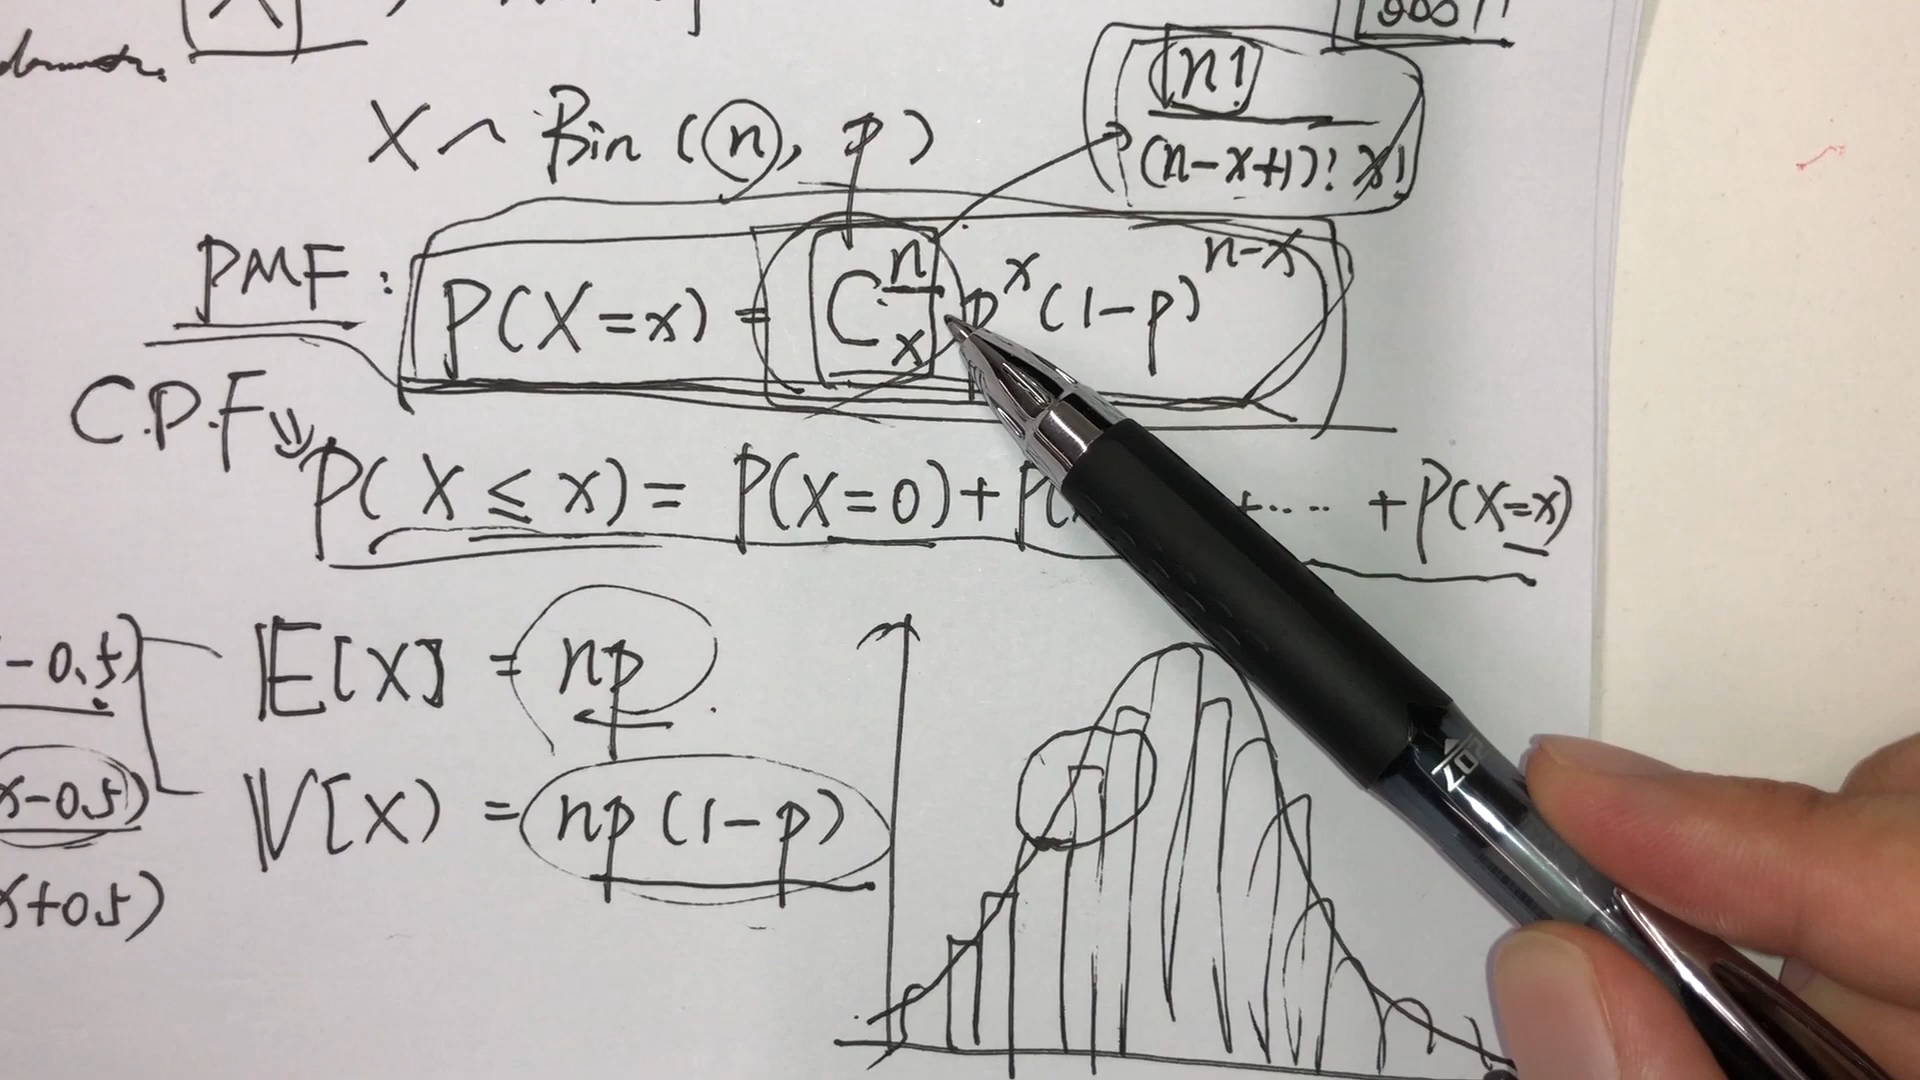 X ~ Bin (n, p)
n!
(n-x+1)! x!
PMF : P(X=x) = C^n_x p^x (1-p)^{n-x}
C.D.F
P(X ≤ x) = P(X=0) + P( +..... + P(X=x)
-0.5)
E[X] = np
x-0.5)
V[X) = np(1-p)
x+0.5)